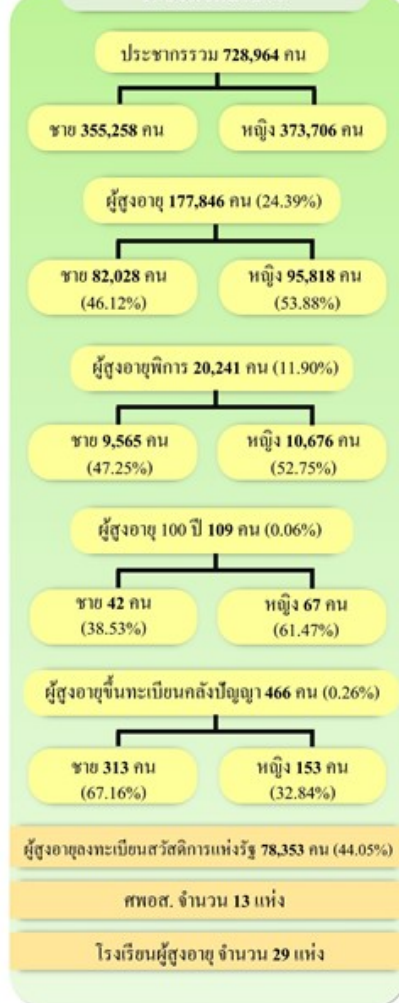 ประชากรรวม 728,964 คน
ชาย 355,258 คน
หญิง 373,706 คน
ผู้สูงอายุ 177,846 คน (24.39%)
ชาย 82,028 คน
(46.12%)
หญิง 95,818 คน
(53.88%)
ผู้สูงอายุพิการ 20,241 คน (11.90%)
ชาย 9,565 คน
(47.25%)
หญิง 10,676 คน
(52.75%)
ผู้สูงอายุ 100 ปี 109 คน (0.06%)
ชาย 42 คน
(38.53%)
หญิง 67 คน
(61.47%)
ผู้สูงอายุขึ้นทะเบียนคลังปัญญา 466 คน (0.26%)
ชาย 313 คน
(67.16%)
หญิง 153 คน
(32.84%)
ผู้สูงอายุลงทะเบียนสวัสดิการแห่งรัฐ 78,353 คน (44.05%)
ศพอส. จำนวน 13 แห่ง
โรงเรียนผู้สูงอายุ จำนวน 29 แห่ง